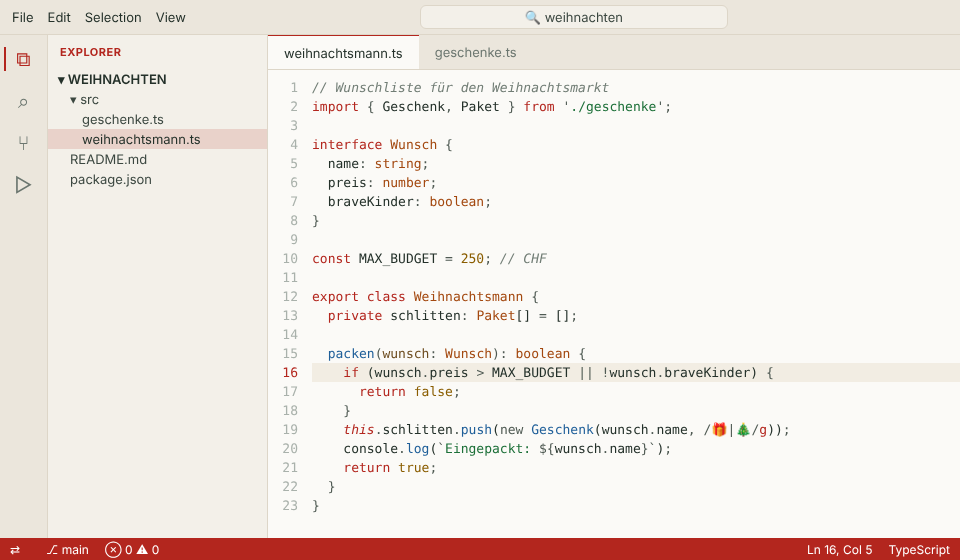 File Edit Selection View
🔍 weihnachten
EXPLORER
▾ WEIHNACHTEN
▾ src
geschenke.ts
weihnachtsmann.ts
README.md
package.json
weihnachtsmann.ts geschenke.ts
1 // Wunschliste für den Weihnachtsmarkt
2 import { Geschenk, Paket } from './geschenke';
3
4 interface Wunsch {
5   name: string;
6   preis: number;
7   braveKinder: boolean;
8 }
9
10 const MAX_BUDGET = 250; // CHF
11
12 export class Weihnachtsmann {
13   private schlitten: Paket[] = [];
14
15   packen(wunsch: Wunsch): boolean {
16     if (wunsch.preis > MAX_BUDGET || !wunsch.braveKinder) {
17       return false;
18     }
19     this.schlitten.push(new Geschenk(wunsch.name, /🎁|🎄/g));
20     console.log(`Eingepackt: ${wunsch.name}`);
21     return true;
22   }
23 }
⇄ ⎇ main ⓧ 0 ⚠ 0 Ln 16, Col 5 TypeScript